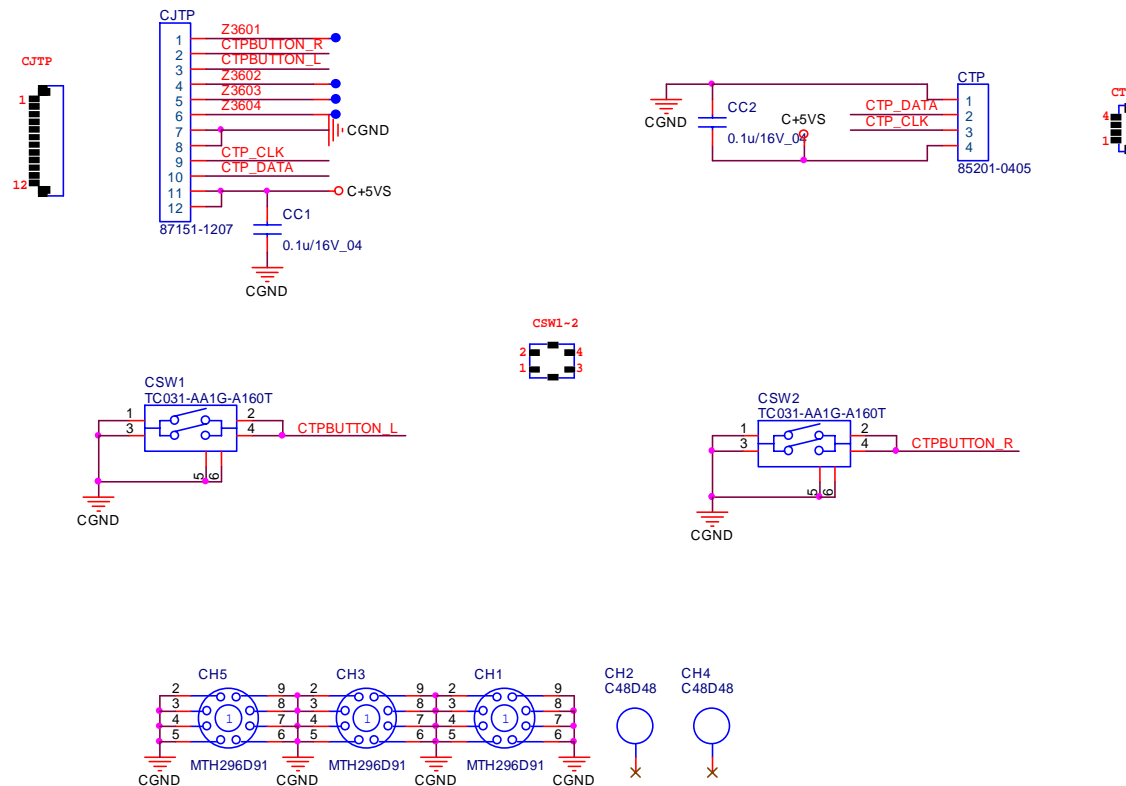 CJTP
1
12
CJTP
1
2
3
4
5
6
7
8
9
10
11
12
Z3601
CTPBUTTON_R
CTPBUTTON_L
Z3602
Z3603
Z3604
CGND
CTP_CLK
CTP_DATA
C+5VS
87151-1207
CC1
0.1u/16V_04
CGND
CGND
CC2
0.1u/16V_04
C+5VS
CTP_DATA
CTP_CLK
CTP
1
2
3
4
85201-0405
CT
4
1
CSW1~2
2
4
1
3
CSW1
TC031-AA1G-A160T
1
3
2
4
5
6
CTPBUTTON_L
CGND
CSW2
TC031-AA1G-A160T
1
3
2
4
5
6
CTPBUTTON_R
CGND
CH5
2
3
4
5
1
9
8
7
6
MTH296D91
CGND
CH3
2
3
4
5
1
9
8
7
6
MTH296D91
CGND
CH1
2
3
4
5
1
9
8
7
6
MTH296D91
CGND
CGND
CH2
C48D48
CH4
C48D48